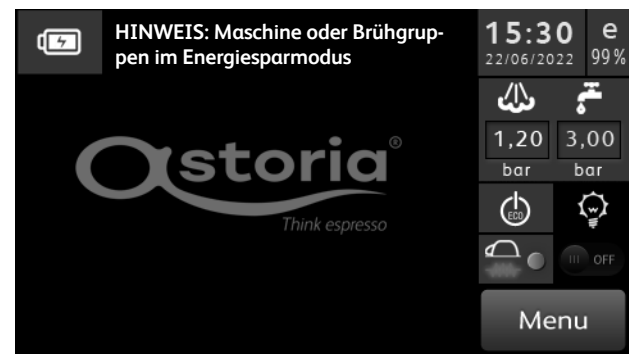 HINWEIS: Maschine oder Brühgrup-
pen im Energiesparmodus
15:30
22/06/2022
e
99%
1,20
3,00
bar
bar
astoria®
Think espresso
ECO
OFF
Menu